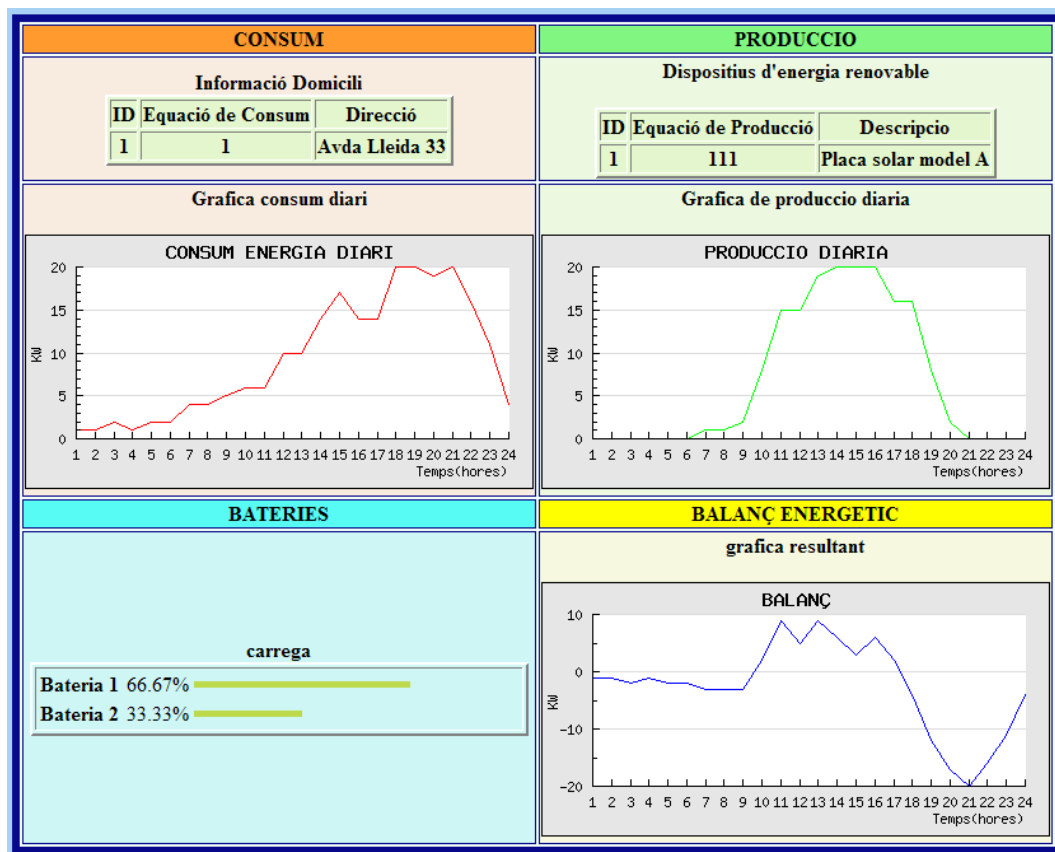 CONSUM
Informació Domicili
ID Equació de Consum Direcció
1 1 Avda Lleida 33
Grafica consum diari
CONSUM ENERGIA DIARI
20
15
10
5
0
KW
1 2 3 4 5 6 7 8 9 10 11 12 13 14 15 16 17 18 19 20 21 22 23 24
Temps(hores)
PRODUCCIO
Dispositius d'energia renovable
ID Equació de Producció Descripcio
1 111 Placa solar model A
Grafica de produccio diaria
PRODUCCIO DIARIA
20
15
10
5
0
KW
1 2 3 4 5 6 7 8 9 10 11 12 13 14 15 16 17 18 19 20 21 22 23 24
Temps(hores)
BATERIES
carrega
Bateria 1 66.67%
Bateria 2 33.33%
BALANÇ ENERGETIC
grafica resultant
BALANÇ
10
0
-10
-20
KW
1 2 3 4 5 6 7 8 9 10 11 12 13 14 15 16 17 18 19 20 21 22 23 24
Temps(hores)